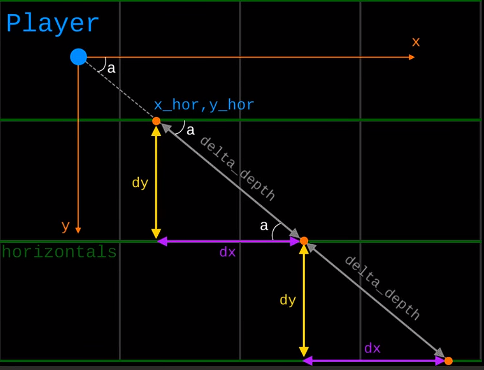 Player
x
a
x_hor,y_hor
a
delta_depth
dy
a
y
horizontals
dx
delta_depth
dy
dx